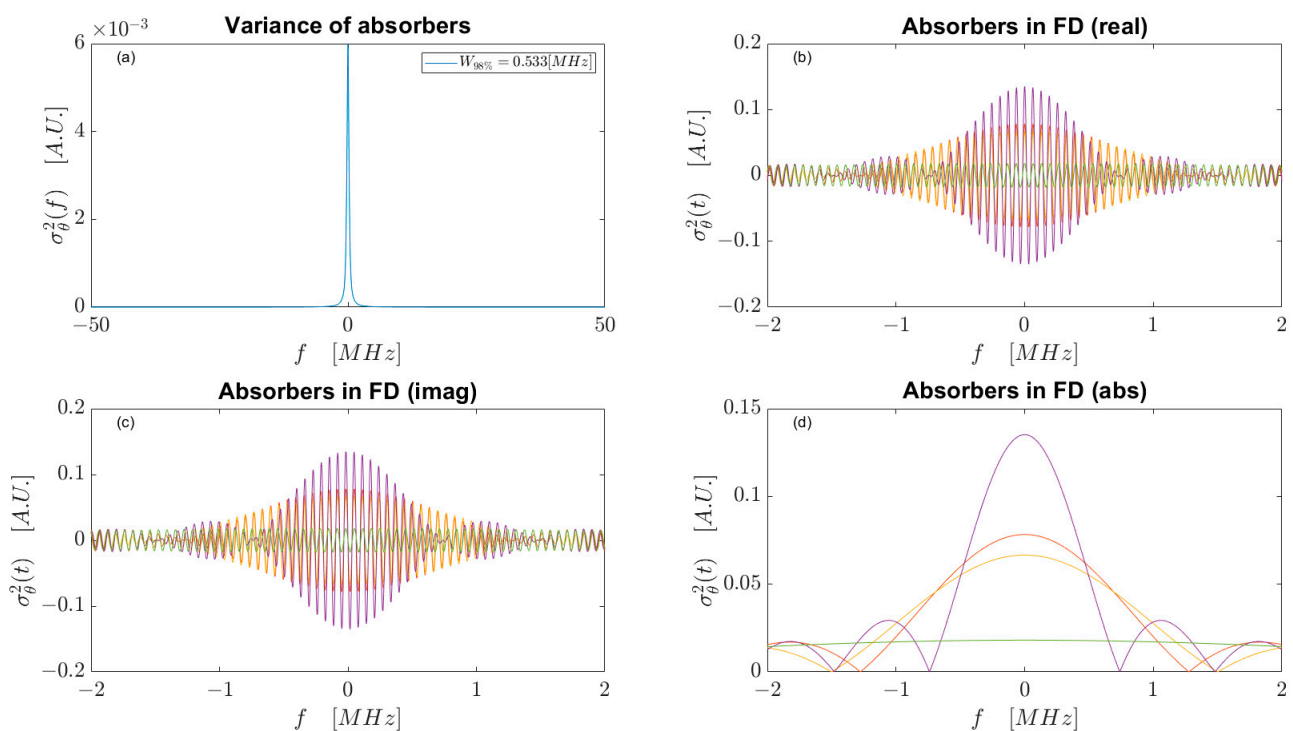 Variance of absorbers
×10⁻³
(a)
W₉₈% = 0.533[MHz]
6
4
2
0
σ²_θ(f) [A.U.]
−50
0
50
f [MHz]
Absorbers in FD (real)
(b)
0.2
0.1
0
−0.1
−0.2
σ²_θ(t) [A.U.]
−2
−1
0
1
2
f [MHz]
Absorbers in FD (imag)
(c)
0.2
0.1
0
−0.1
−0.2
σ²_θ(t) [A.U.]
−2
−1
0
1
2
f [MHz]
Absorbers in FD (abs)
(d)
0.15
0.1
0.05
0
σ²_θ(t) [A.U.]
−2
−1
0
1
2
f [MHz]